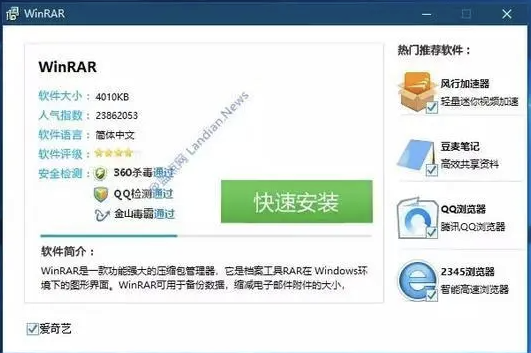 WinRAR
WinRAR
软件大小： 4010KB
人气指数： 23862053
软件语言： 简体中文
软件评级：
安全检测： 360杀毒通过
QQ检测通过
金山毒霸通过
快速安装
软件简介：
WinRAR是一款功能强大的压缩包管理器，它是档案工具RAR在 Windows环
境下的图形界面。WinRAR可用于备份数据，缩减电子邮件附件的大小，
爱奇艺
热门推荐软件：
风行加速器
轻量迷你视频加速
豆麦笔记
高效共享资料
QQ浏览器
腾讯QQ浏览器
2345浏览器
智能高速浏览器
@蓝点网 Landian.News